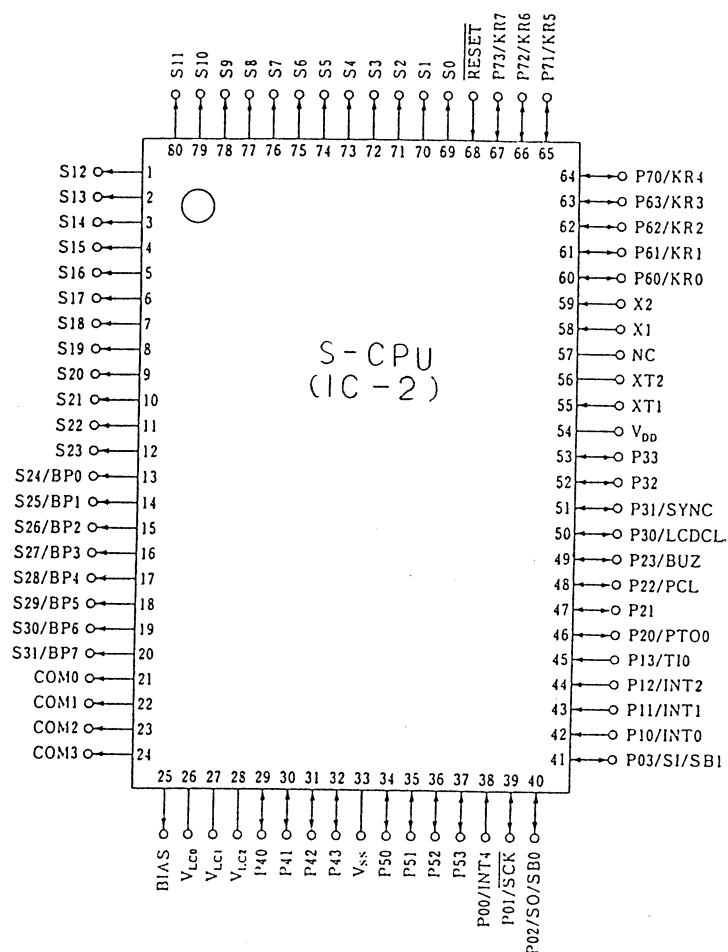 S11
S10
S9
S8
S7
S6
S5
S4
S3
S2
S1
S0
RESET
P73/KR7
P72/KR6
P71/KR5
80 79 78 77 76 75 74 73 72 71 70 69 68 67 66 65
S12 1
S13 2
S14 3
S15 4
S16 5
S17 6
S18 7
S19 8
S20 9
S21 10
S22 11
S23 12
S24/BP0 13
S25/BP1 14
S26/BP2 15
S27/BP3 16
S28/BP4 17
S29/BP5 18
S30/BP6 19
S31/BP7 20
COM0 21
COM1 22
COM2 23
COM3 24
S-CPU
(IC-2)
64 P70/KR4
63 P63/KR3
62 P62/KR2
61 P61/KR1
60 P60/KR0
59 X2
58 X1
57 NC
56 XT2
55 XT1
54 VDD
53 P33
52 P32
51 P31/SYNC
50 P30/LCDCL
49 P23/BUZ
48 P22/PCL
47 P21
46 P20/PTO0
45 P13/TI0
44 P12/INT2
43 P11/INT1
42 P10/INT0
41 P03/SI/SB1
25 26 27 28 29 30 31 32 33 34 35 36 37 38 39 40
BIAS
VLC0
VLC1
VLC2
P40
P41
P42
P43
VSS
P50
P51
P52
P53
P00/INT4
P01/SCK
P02/SO/SB0